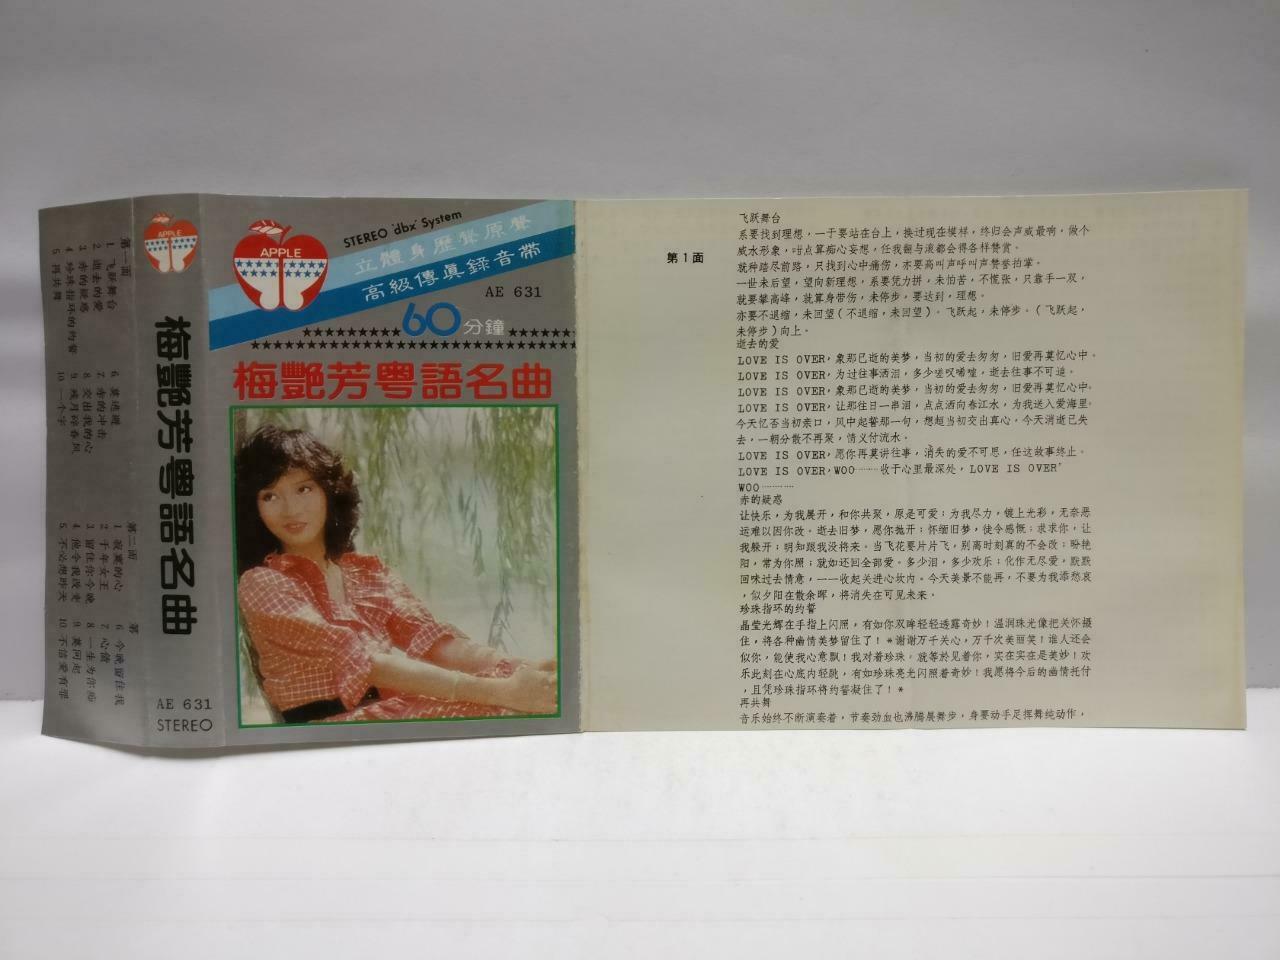 第一面
1. 飞跃舞台
2. 逝去的爱
3. 赤的疑惑
4. 珍珠指环的约誓
5. 再共舞
6. 莫逃避
7. 赤的冲击
8. 交出我的心
9. 残月碎春风
10. 一个字
第二面
1. 寂寞的心
2. 千年女王
3. 留住你今晚
4. 他令我改变
5. 不必想昨天
6. 今晚留住我
7. 心债
8. 一生为你痴
9. 莫问起
10. 不信爱有罪
APPLE
梅艷芳粵語名曲
AE 631
STEREO
APPLE
STEREO 'dbx' System
立體身歷聲原聲
高級傳眞錄音帶
AE 631
60分鐘
梅艷芳粵語名曲
第1面
飞跃舞台
系要找到理想，一于要站在台上，换过现在模样，终归会声威最响，做个
威水形象，叫点算痴心妄想，任我翻与滚都会得各样赞赏。
就种踏尽前路，只找到心中痛伤，亦要高叫声呼叫声赞誉拍掌。
一世未后望，望向新理想，系要凭力拼，未怕苦，不慌张，只靠手一双，
就要攀高峰，就算身带伤，未停步，要达到，理想。
亦要不退缩，未回望（不退缩，未回望）。飞跃起，未停步。（飞跃起，
未停步）向上。
逝去的爱
LOVE IS OVER，象那已逝的美梦，当初的爱去匆匆，旧爱再莫忆心中。
LOVE IS OVER，为过往事洒泪，多少嗟叹唏嘘，逝去往事不可追。
LOVE IS OVER，象那已逝的美梦，当初的爱去匆匆，旧爱再莫忆心中。
LOVE IS OVER，让那往日一串泪，点点洒向春江水，为我送入爱海里。
今天忆否当初亲口，风中起誓那一句，想起当初交出真心，今天消逝已失
去，一朝分散不再聚，情义付流水。
LOVE IS OVER，愿你再莫讲往事，消失的爱不可思，任这故事终止。
LOVE IS OVER，WOO………收于心里最深处，LOVE IS OVER'
WOO…………
赤的疑惑
让快乐，为我展开，和你共聚，原是可爱；为我尽力，镀上光彩，无奈恶
运难以因你改。逝去旧梦，愿你抛开；怀缅旧梦，徒令感慨；求求你，让
我躲开；明知跟我没将来。当飞花要片片飞，别离时刻真的不会改；盼艳
阳，常为你照；就如还回全部爱。多少泪，多少欢乐；化作无尽爱，默默
回味过去情意，一一收起关进心坟内。今天美景不能再，不要为我添愁哀
，似夕阳在散余晖，将消失在可见未来。
珍珠指环的约誓
晶莹光辉在手指上闪照，有如你双眸轻轻透露奇妙！温润珠光像把关怀摄
住，将各种幽情美梦留住了！*谢谢万千关心，万千次美丽笑！谁人还会
似你，能使我心意飘！我对着珍珠，就等於见着你，实在实在是美妙！欢
乐此刻在心底内轻跳，有如珍珠亮光闪照着奇妙！我愿将今后的幽情托付
，且凭珍珠指环将约誓凝住了！*
再共舞
音乐始终不断演奏着，节奏劲血也沸腾晨舞步，身要动手足挥舞纯动作，